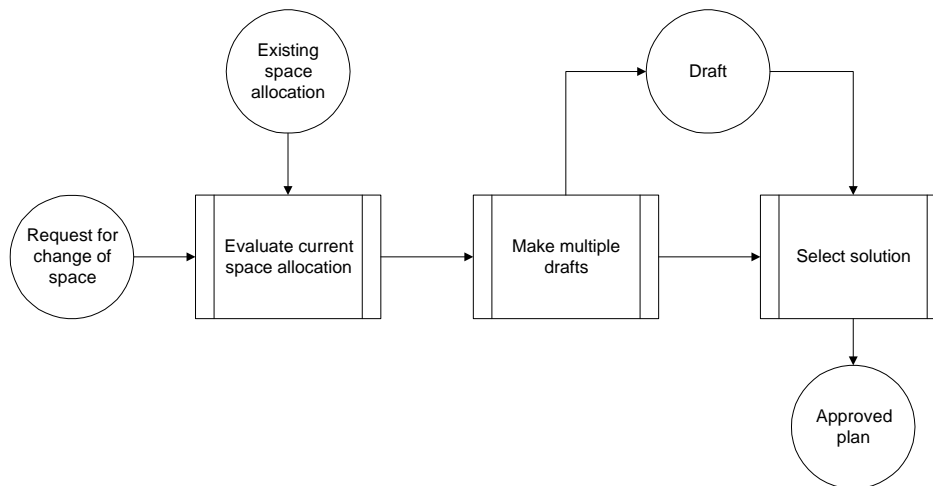 Existing
space
allocation
Draft
Request for
change of
space
Evaluate current
space allocation
Make multiple
drafts
Select solution
Approved
plan